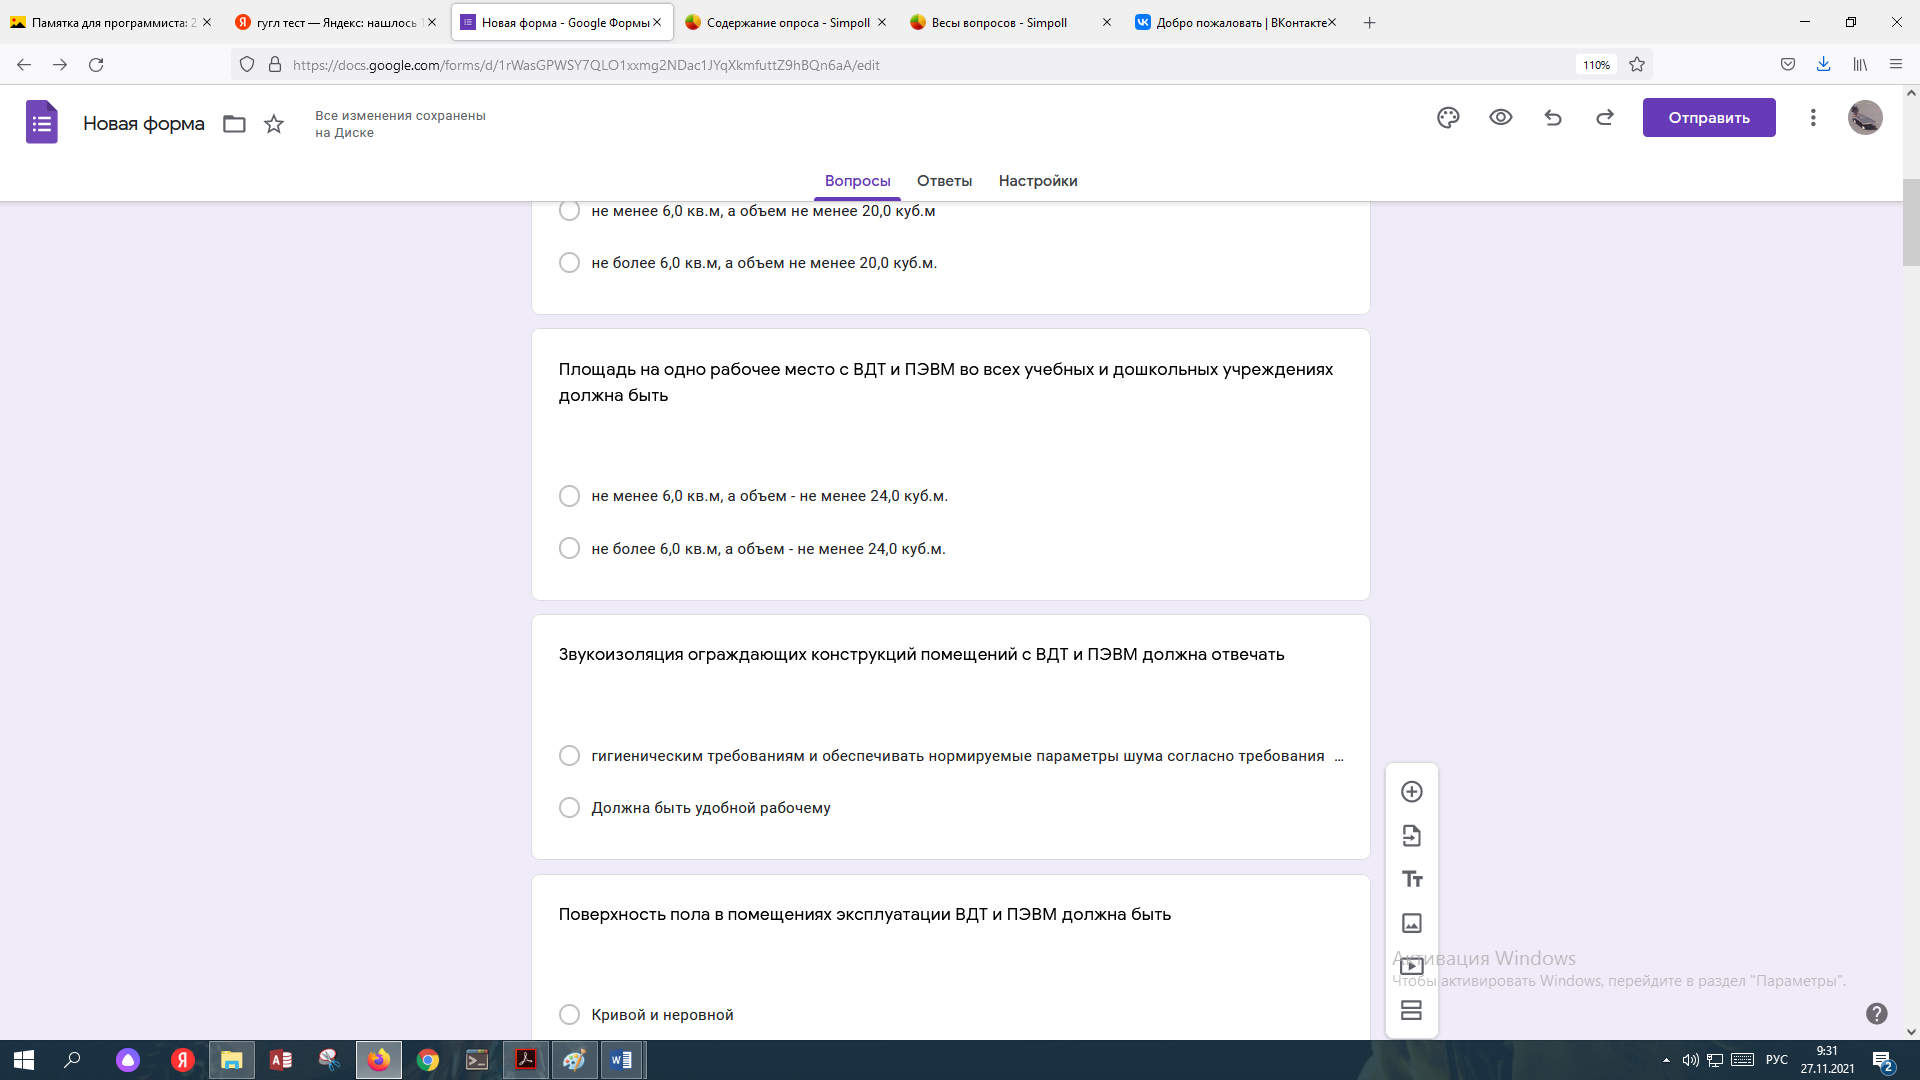 Памятка для программиста: 2
гугл тест — Яндекс: нашлось 1
Новая форма - Google Формы
Содержание опроса - Simpoll
Весы вопросов - Simpoll
Добро пожаловать | ВКонтакте
https://docs.google.com/forms/d/1rWasGPWSY7QLO1xxmg2NDac1JYqXkmfuttZ9hBQn6aA/edit
110%
Новая форма
Все изменения сохранены
на Диске
Отправить
Вопросы Ответы Настройки
не менее 6,0 кв.м, а объем не менее 20,0 куб.м
не более 6,0 кв.м, а объем не менее 20,0 куб.м.
Площадь на одно рабочее место с ВДТ и ПЭВМ во всех учебных и дошкольных учреждениях
должна быть
не менее 6,0 кв.м, а объем - не менее 24,0 куб.м.
не более 6,0 кв.м, а объем - не менее 24,0 куб.м.
Звукоизоляция ограждающих конструкций помещений с ВДТ и ПЭВМ должна отвечать
гигиеническим требованиям и обеспечивать нормируемые параметры шума согласно требования ...
Должна быть удобной рабочему
Поверхность пола в помещениях эксплуатации ВДТ и ПЭВМ должна быть
Кривой и неровной
Активация Windows
Чтобы активировать Windows, перейдите в раздел "Параметры".
РУС
9:31
27.11.2021
2